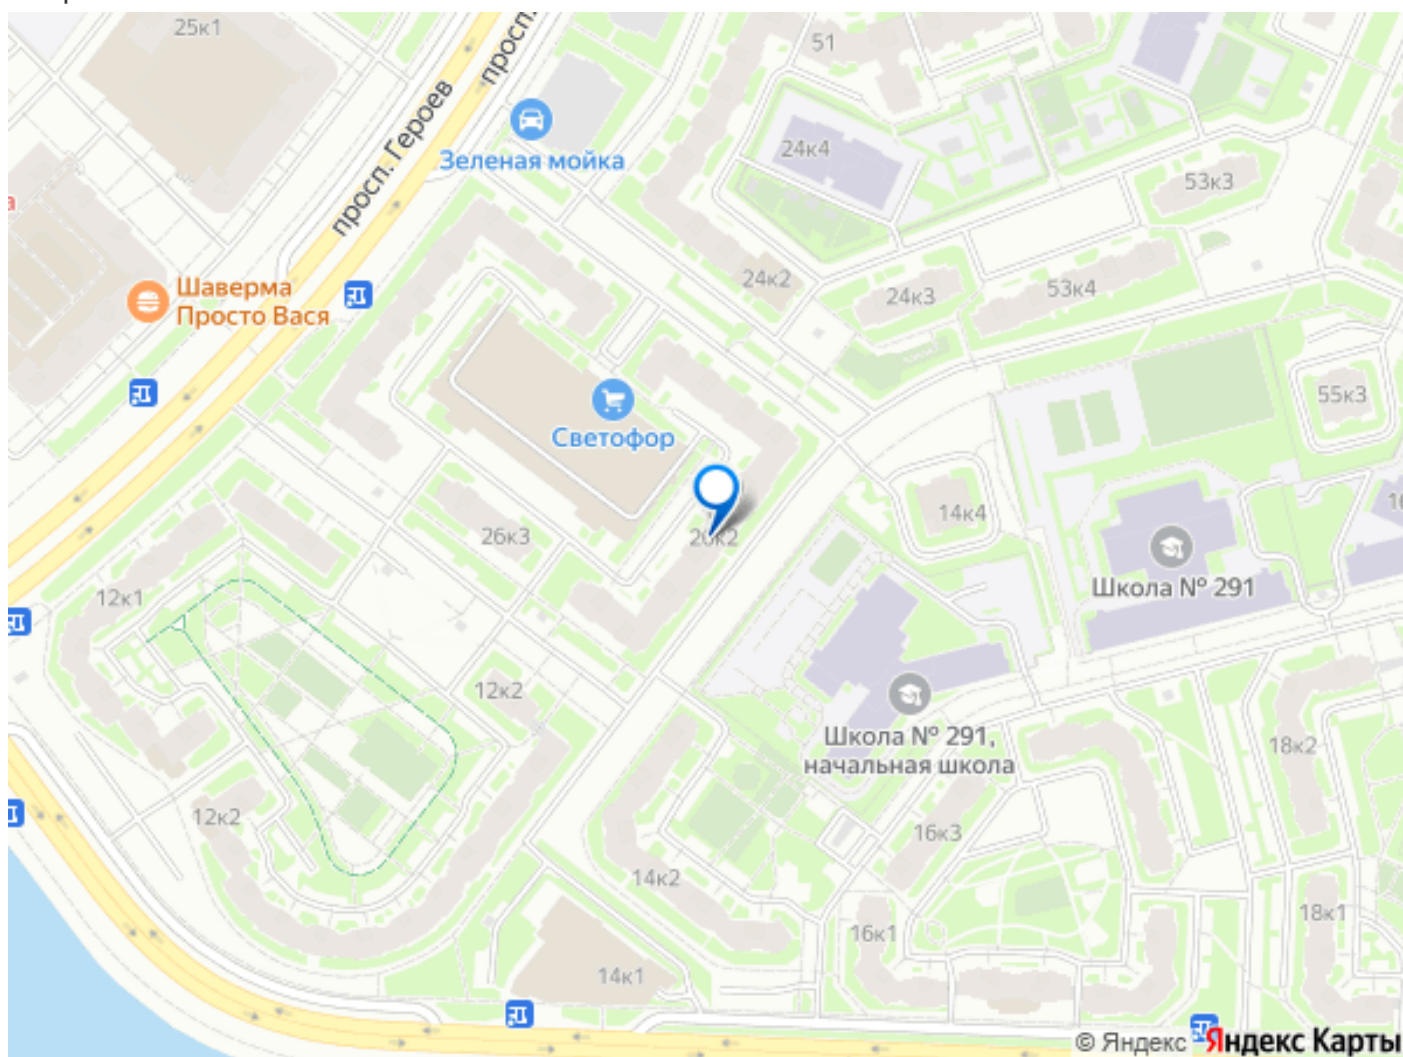 25к1
просп.
51
просп. Героев
Зеленая мойка
24к4
53к3
а
Шаверма
Просто Вася
24к2
24к3
53к4
55к3
Светофор
14к4
26к3
Школа № 291
12к1
12к2
Школа № 291,
начальная школа
18к2
12к2
16к3
14к2
18к1
16к1
14к1
© Яндекс
Яндекс Карты